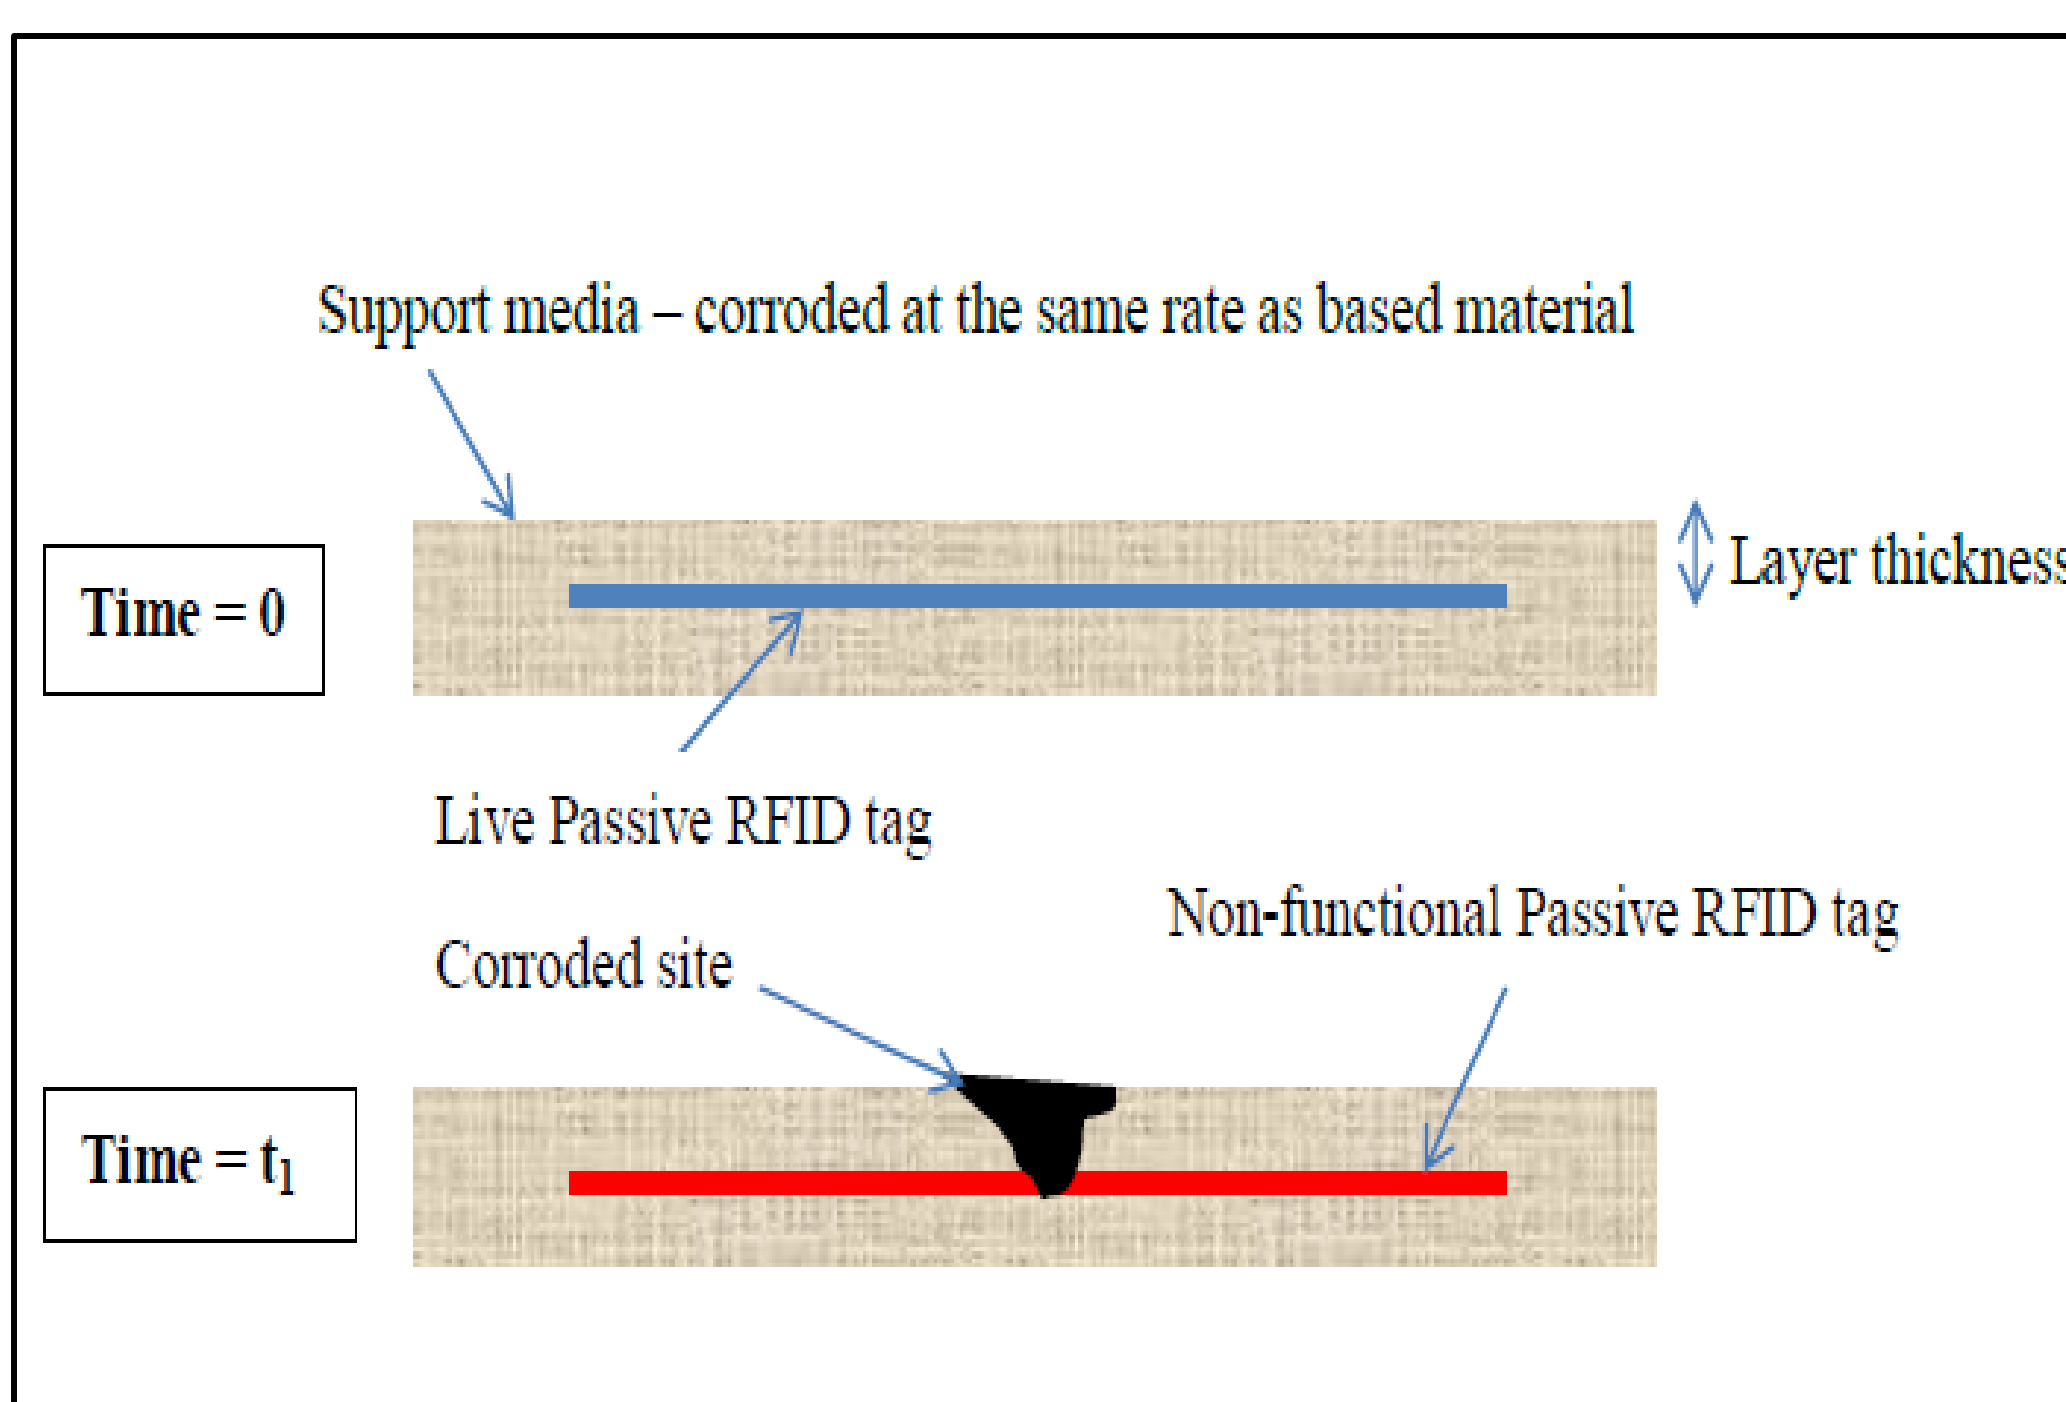 Support media – corroded at the same rate as based material
Layer thickness
Time = 0
Live Passive RFID tag
Non-functional Passive RFID tag
Corroded site
Time = t₁